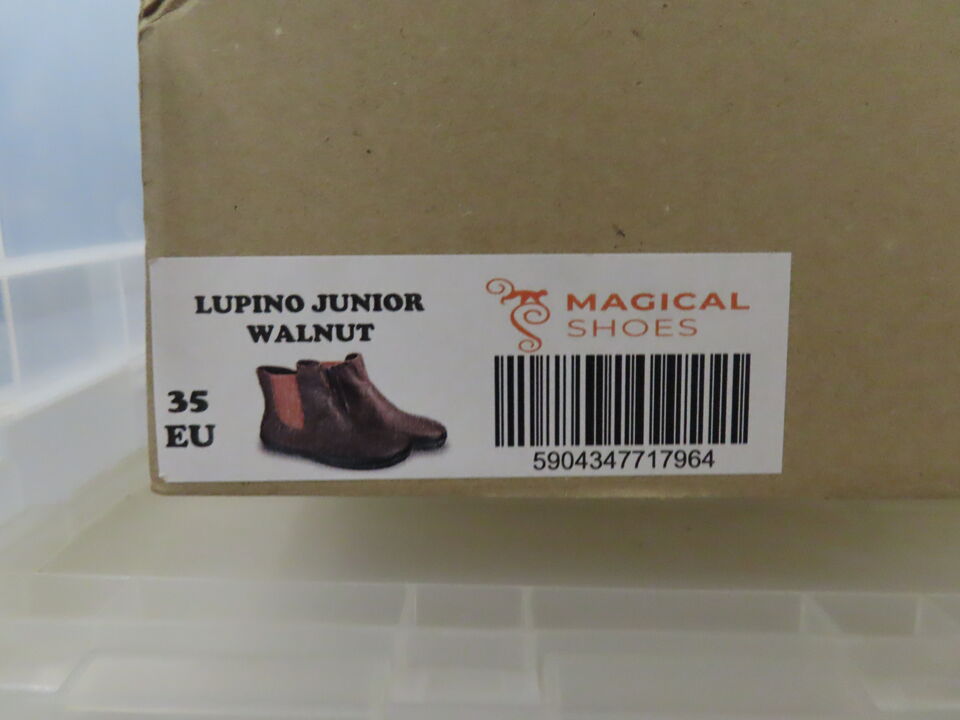 LUPINO JUNIOR
WALNUT
35
EU
MAGICAL
SHOES
5904347717964